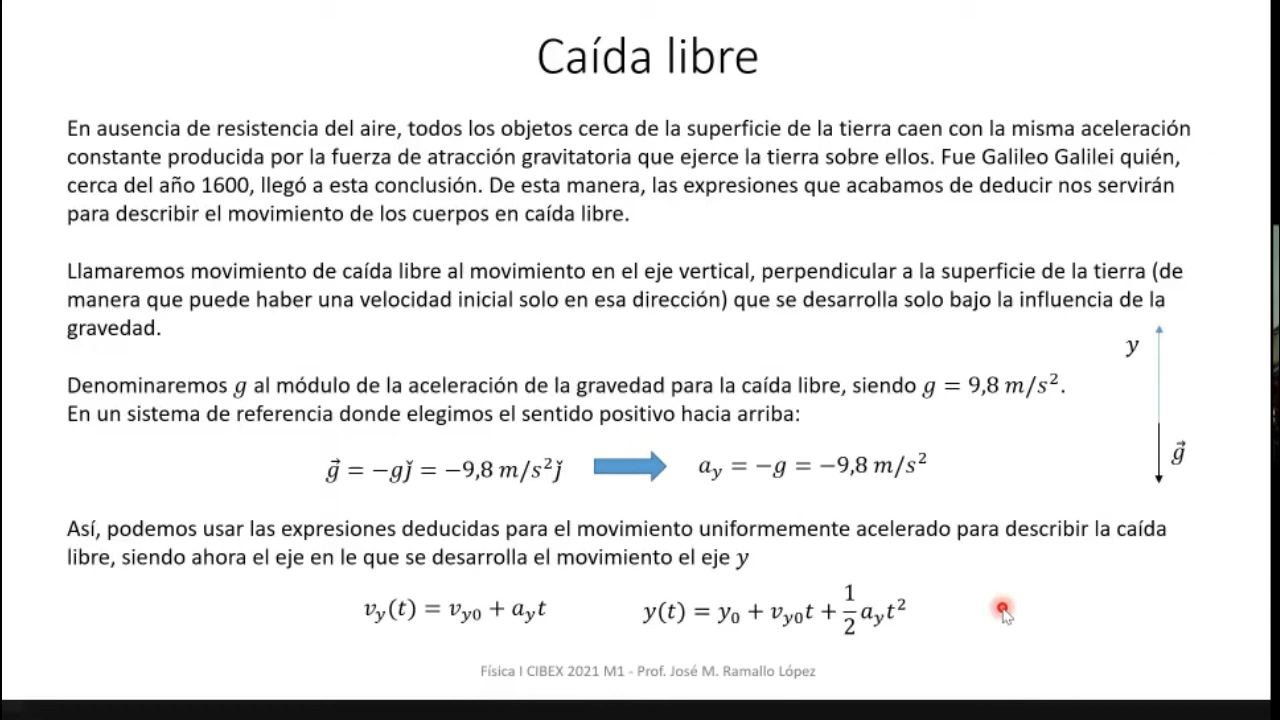 Caída libre
En ausencia de resistencia del aire, todos los objetos cerca de la superficie de la tierra caen con la misma aceleración
constante producida por la fuerza de atracción gravitatoria que ejerce la tierra sobre ellos. Fue Galileo Galilei quién,
cerca del año 1600, llegó a esta conclusión. De esta manera, las expresiones que acabamos de deducir nos servirán
para describir el movimiento de los cuerpos en caída libre.
Llamaremos movimiento de caída libre al movimiento en el eje vertical, perpendicular a la superficie de la tierra (de
manera que puede haber una velocidad inicial solo en esa dirección) que se desarrolla solo bajo la influencia de la
gravedad.
y
Denominaremos g al módulo de la aceleración de la gravedad para la caída libre, siendo g = 9,8 m/s².
En un sistema de referencia donde elegimos el sentido positivo hacia arriba:
g⃗ = −gǰ = −9,8 m/s²ǰ
a_y = −g = −9,8 m/s²
g⃗
Así, podemos usar las expresiones deducidas para el movimiento uniformemente acelerado para describir la caída
libre, siendo ahora el eje en le que se desarrolla el movimiento el eje y
v_y(t) = v_{y0} + a_y t
y(t) = y₀ + v_{y0}t + 1/2 a_y t²
Física I CIBEX 2021 M1 - Prof. José M. Ramallo López